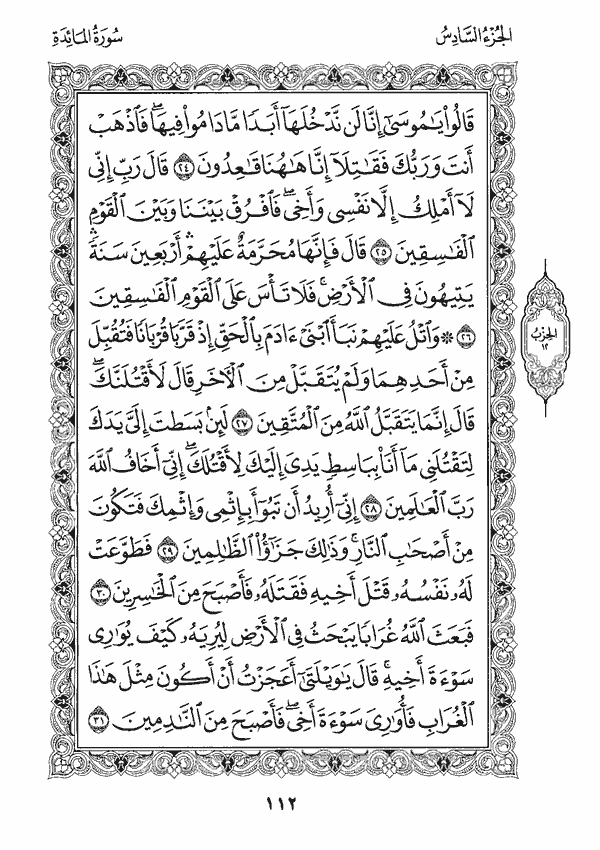 الجُزْءُ السَّادِسُ
سُورَةُ المَائِدَةِ
قَالُوا۟ يَـٰمُوسَىٰٓ إِنَّا لَن نَّدْخُلَهَآ أَبَدًا مَّا دَامُوا۟ فِيهَا ۖ فَٱذْهَبْ
أَنتَ وَرَبُّكَ فَقَـٰتِلَآ إِنَّا هَـٰهُنَا قَـٰعِدُونَ ٢٤ قَالَ رَبِّ إِنِّى
لَآ أَمْلِكُ إِلَّا نَفْسِى وَأَخِى ۖ فَٱفْرُقْ بَيْنَنَا وَبَيْنَ ٱلْقَوْمِ
ٱلْفَـٰسِقِينَ ٢٥ قَالَ فَإِنَّهَا مُحَرَّمَةٌ عَلَيْهِمْ ۛ أَرْبَعِينَ سَنَةً ۛ
يَتِيهُونَ فِى ٱلْأَرْضِ ۚ فَلَا تَأْسَ عَلَى ٱلْقَوْمِ ٱلْفَـٰسِقِينَ
٢٦ ۞ وَٱتْلُ عَلَيْهِمْ نَبَأَ ٱبْنَىْ ءَادَمَ بِٱلْحَقِّ إِذْ قَرَّبَا قُرْبَانًا فَتُقُبِّلَ
مِنْ أَحَدِهِمَا وَلَمْ يُتَقَبَّلْ مِنَ ٱلْـَٔاخَرِ قَالَ لَأَقْتُلَنَّكَ ۖ
قَالَ إِنَّمَا يَتَقَبَّلُ ٱللَّهُ مِنَ ٱلْمُتَّقِينَ ٢٧ لَئِنۢ بَسَطتَ إِلَىَّ يَدَكَ
لِتَقْتُلَنِى مَآ أَنَا۠ بِبَاسِطٍ يَدِىَ إِلَيْكَ لِأَقْتُلَكَ ۖ إِنِّىٓ أَخَافُ ٱللَّهَ
رَبَّ ٱلْعَـٰلَمِينَ ٢٨ إِنِّىٓ أُرِيدُ أَن تَبُوٓأَ بِإِثْمِى وَإِثْمِكَ فَتَكُونَ
مِنْ أَصْحَـٰبِ ٱلنَّارِ ۚ وَذَٰلِكَ جَزَٰٓؤُا۟ ٱلظَّـٰلِمِينَ ٢٩ فَطَوَّعَتْ
لَهُۥ نَفْسُهُۥ قَتْلَ أَخِيهِ فَقَتَلَهُۥ فَأَصْبَحَ مِنَ ٱلْخَـٰسِرِينَ ٣٠
فَبَعَثَ ٱللَّهُ غُرَابًا يَبْحَثُ فِى ٱلْأَرْضِ لِيُرِيَهُۥ كَيْفَ يُوَٰرِى
سَوْءَةَ أَخِيهِ ۚ قَالَ يَـٰوَيْلَتَىٰٓ أَعَجَزْتُ أَنْ أَكُونَ مِثْلَ هَـٰذَا
ٱلْغُرَابِ فَأُوَٰرِىَ سَوْءَةَ أَخِى ۖ فَأَصْبَحَ مِنَ ٱلنَّـٰدِمِينَ ٣١
الحِزْبُ
١٢
١١٢